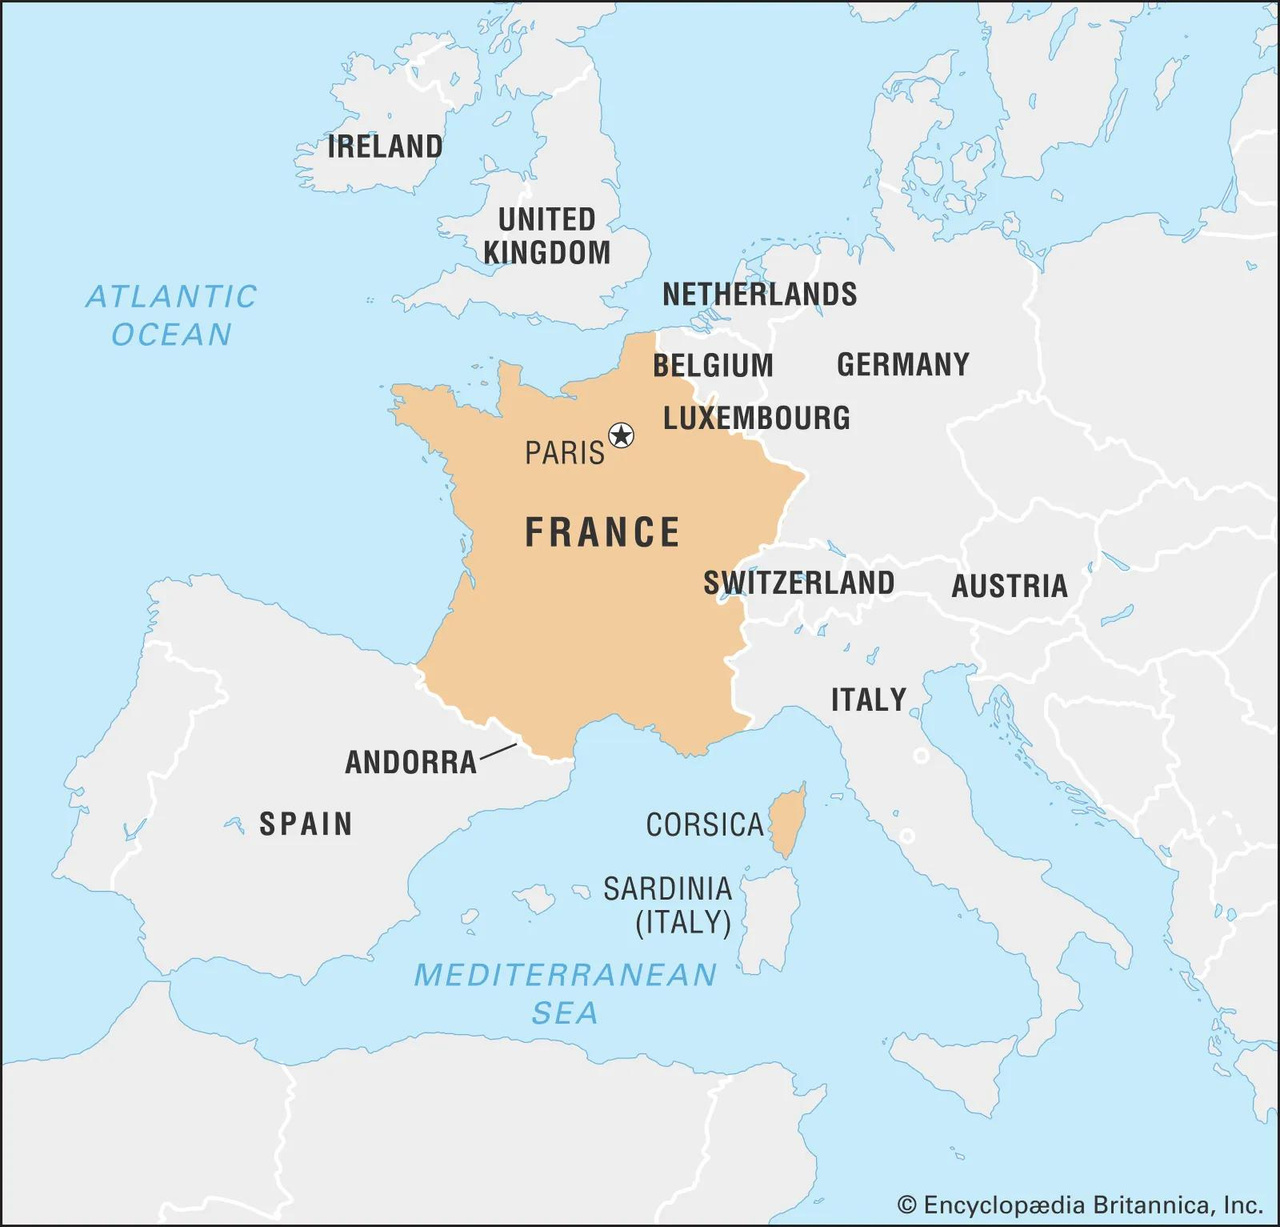 IRELAND
UNITED
KINGDOM
ATLANTIC
OCEAN
NETHERLANDS
BELGIUM
GERMANY
LUXEMBOURG
PARIS
FRANCE
SWITZERLAND
AUSTRIA
ITALY
ANDORRA
SPAIN
CORSICA
SARDINIA
(ITALY)
MEDITERRANEAN
SEA
© Encyclopædia Britannica, Inc.